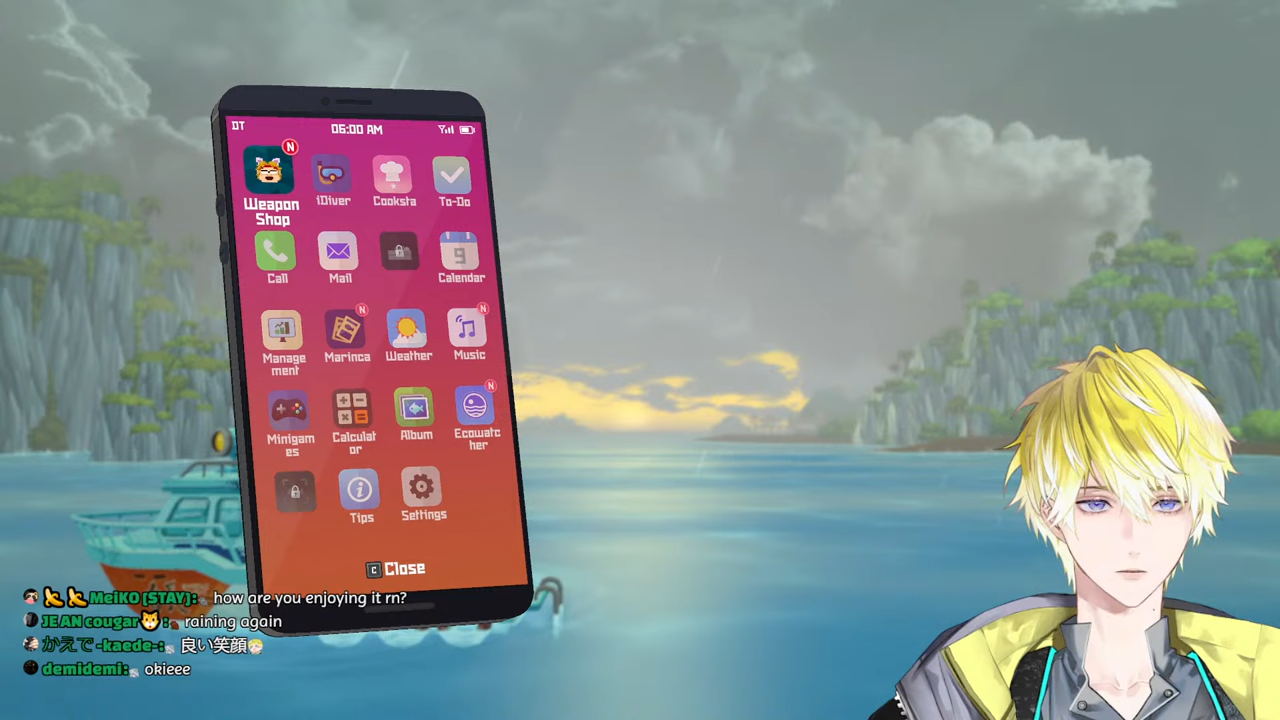 DT 06:00 AM
N
Weapon Shop
iDiver
Cooksta
To-Do
Call
Mail
9
Calendar
Manage
ment
N
Marinca
Weather
N
Music
Minigam
es
Calculat
or
Album
N
Ecowatc
her
Tips
Settings
C Close
MeiKO [STAY]: how are you enjoying it rn?
JE AN cougar: raining again
かえで-kaede-: 良い笑顔
demidemi: okieee